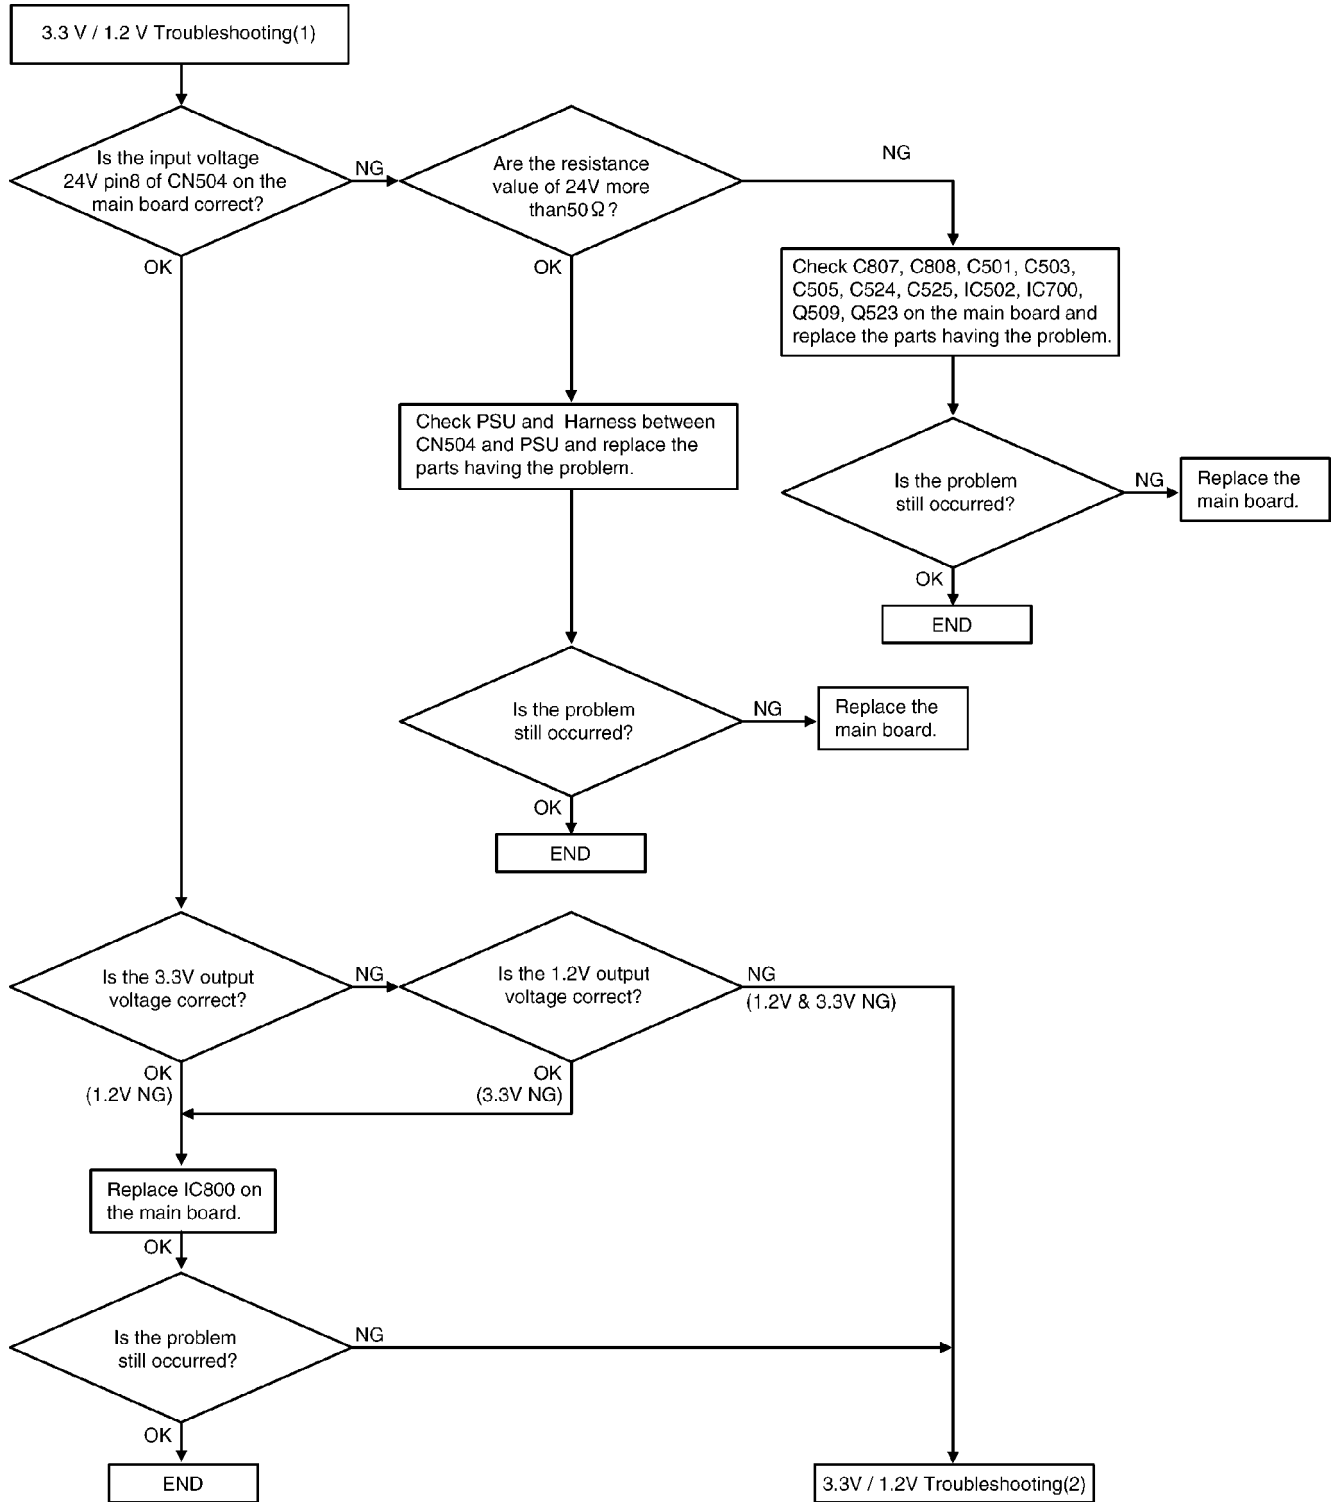 3.3 V / 1.2 V Troubleshooting(1)
Is the input voltage
24V pin8 of CN504 on the
main board correct?
NG
OK
Are the resistance
value of 24V more
than50Ω?
NG
OK
Check C807, C808, C501, C503,
C505, C524, C525, IC502, IC700,
Q509, Q523 on the main board and
replace the parts having the problem.
Check PSU and Harness between
CN504 and PSU and replace the
parts having the problem.
Is the problem
still occurred?
NG
Replace the
main board.
OK
END
Is the problem
still occurred?
NG
Replace the
main board.
OK
END
Is the 3.3V output
voltage correct?
NG
OK
(1.2V NG)
Is the 1.2V output
voltage correct?
NG
(1.2V & 3.3V NG)
OK
(3.3V NG)
Replace IC800 on
the main board.
OK
Is the problem
still occurred?
NG
OK
END
3.3V / 1.2V Troubleshooting(2)